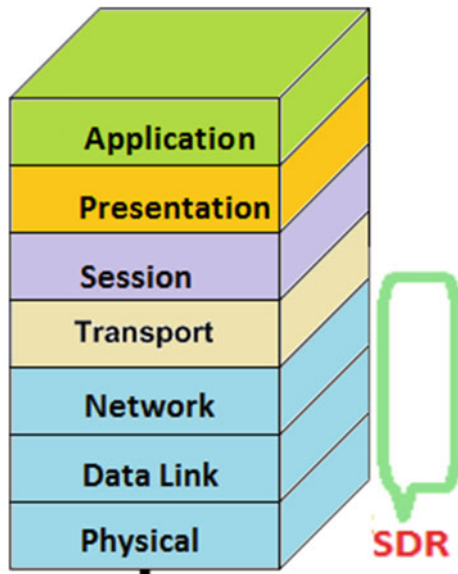 Application
Presentation
Session
Transport
Network
Data Link
Physical
SDR